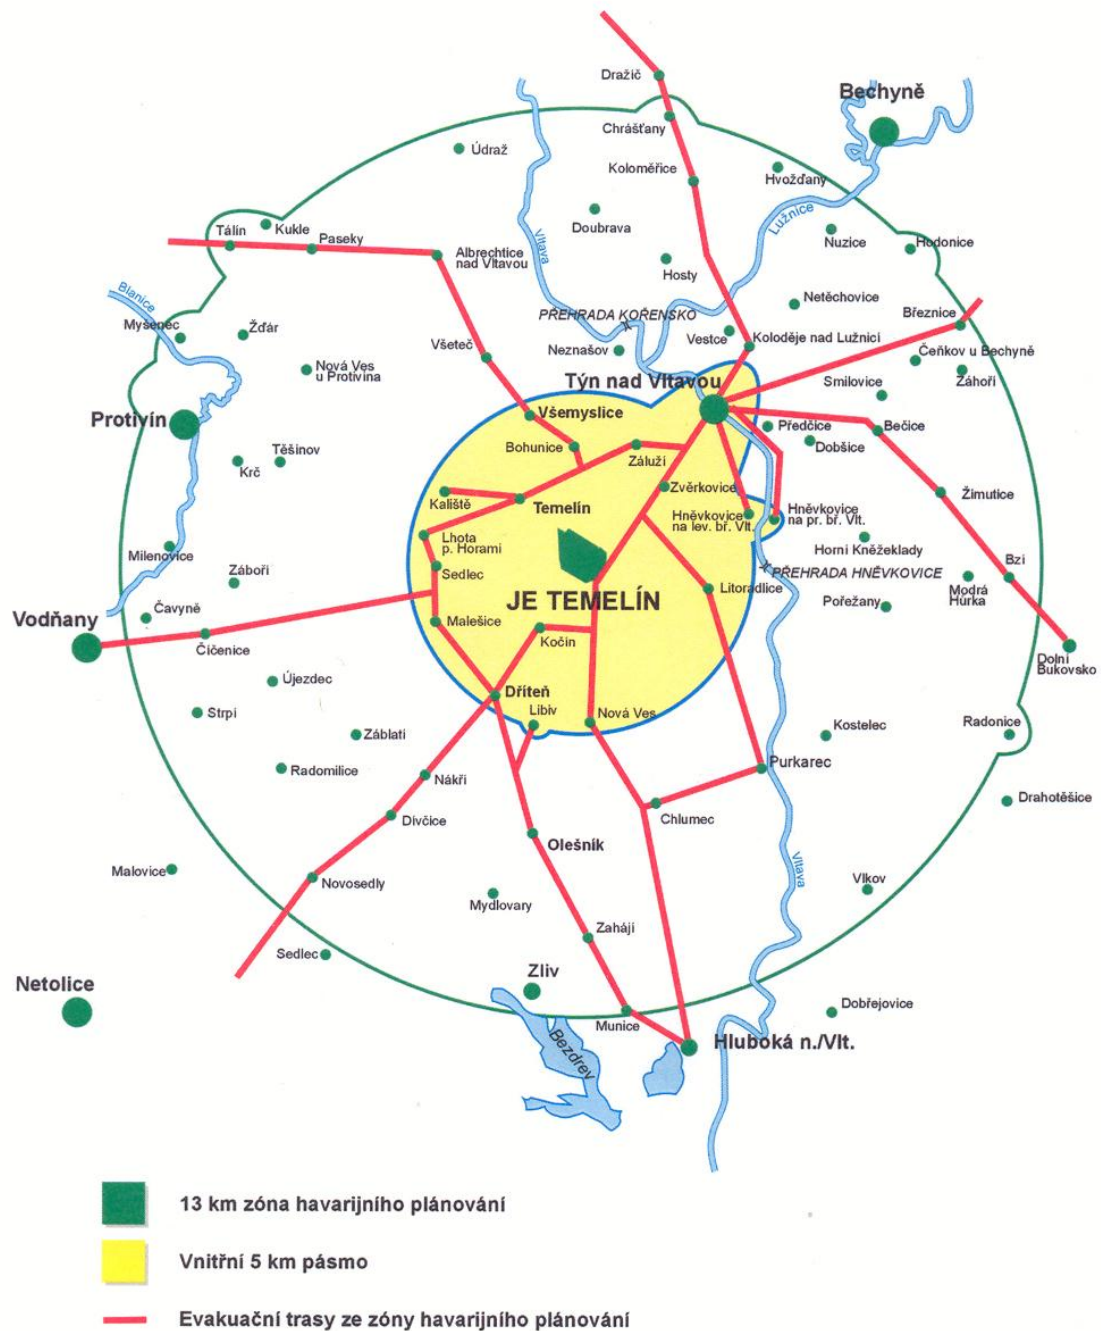 Dražič
Bechyně
Chrášťany
Údraž
Koloměřice
Hvožďany
Doubrava
Lužnice
Tálín
Kukle
Paseky
Vltava
Nuzice
Hodonice
Albrechtice
nad Vltavou
Hosty
Blanice
Netěchovice
Březnice
PŘEHRADA KOŘENSKO
Myšenec
Žďár
Vestce
Koloděje nad Lužnicí
Všeteč
Neznašov
Čeňkov u Bechyně
Nová Ves
u Protivína
Týn nad Vltavou
Smilovice
Záhoří
Protivín
Všemyslice
Předčice
Bečice
Bohunice
Záluží
Dobšice
Těšínov
Krč
Zvěrkovice
Kaliště
Temelín
Žimutice
Hněvkovice
na lev. bř. Vlt.
Hněvkovice
na pr. bř. Vlt.
Lhota
p. Horami
Horní Kněžeklady
Milenovice
Sedlec
PŘEHRADA HNĚVKOVICE
Bzí
Záboří
Litoradlice
Modrá
Hůrka
JE TEMELÍN
Pořežany
Čavyně
Vodňany
Malešice
Kočín
Číčenice
Dolní
Bukovsko
Újezdec
Dříteň
Strpí
Libív
Nová Ves
Kostelec
Radonice
Záblatí
Radomilice
Nákří
Purkarec
Drahotěšice
Chlumec
Dívčice
Olešník
Malovice
Vltava
Novosedly
Vlkov
Mydlovary
Zahájí
Sedlec
Zliv
Netolice
Dobřejovice
Munice
Hluboká n./Vlt.
Bezdrev
13 km zóna havarijního plánování
Vnitřní 5 km pásmo
Evakuační trasy ze zóny havarijního plánování